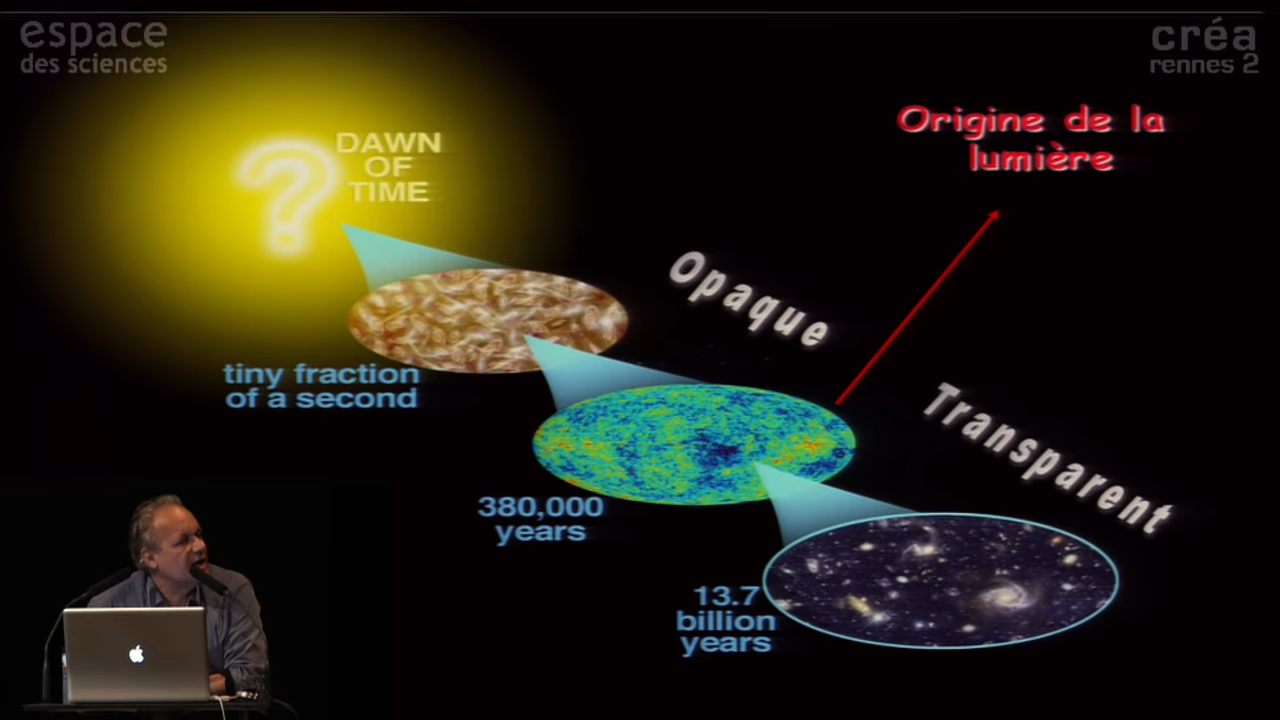 espace
des sciences
créa
rennes 2
Origine de la
lumière
?
DAWN
OF
TIME
Opaque
tiny fraction
of a second
Transparent
380,000
years
13.7
billion
years